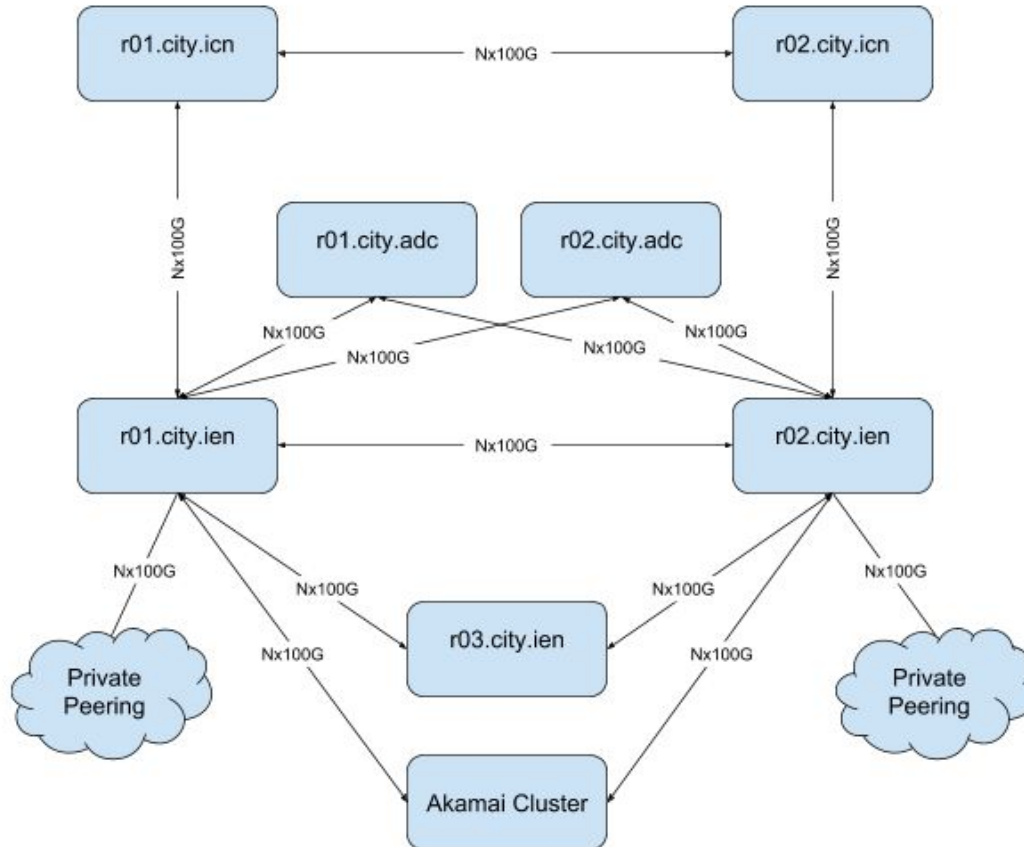 r01.city.icn
Nx100G
r02.city.icn
Nx100G
Nx100G
r01.city.adc
r02.city.adc
Nx100G
Nx100G
Nx100G
Nx100G
r01.city.ien
Nx100G
r02.city.ien
Nx100G
Nx100G
Nx100G
Nx100G
r03.city.ien
Nx100G
Nx100G
Private
Peering
Private
Peering
Akamai Cluster